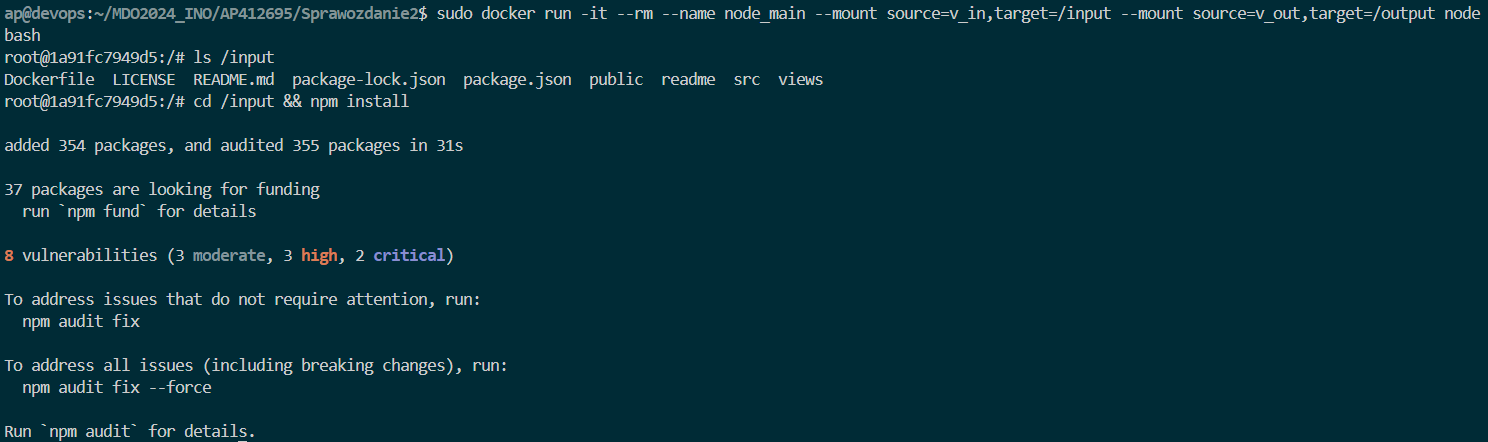 ap@devops:~/MDO2024_INO/AP412695/Sprawozdanie2$ sudo docker run -it --rm --name node_main --mount source=v_in,target=/input --mount source=v_out,target=/output node
bash
root@1a91fc7949d5:/# ls /input
Dockerfile  LICENSE  README.md  package-lock.json  package.json  public  readme  src  views
root@1a91fc7949d5:/# cd /input && npm install
added 354 packages, and audited 355 packages in 31s
37 packages are looking for funding
  run `npm fund` for details
8 vulnerabilities (3 moderate, 3 high, 2 critical)
To address issues that do not require attention, run:
  npm audit fix
To address all issues (including breaking changes), run:
  npm audit fix --force
Run `npm audit` for details.